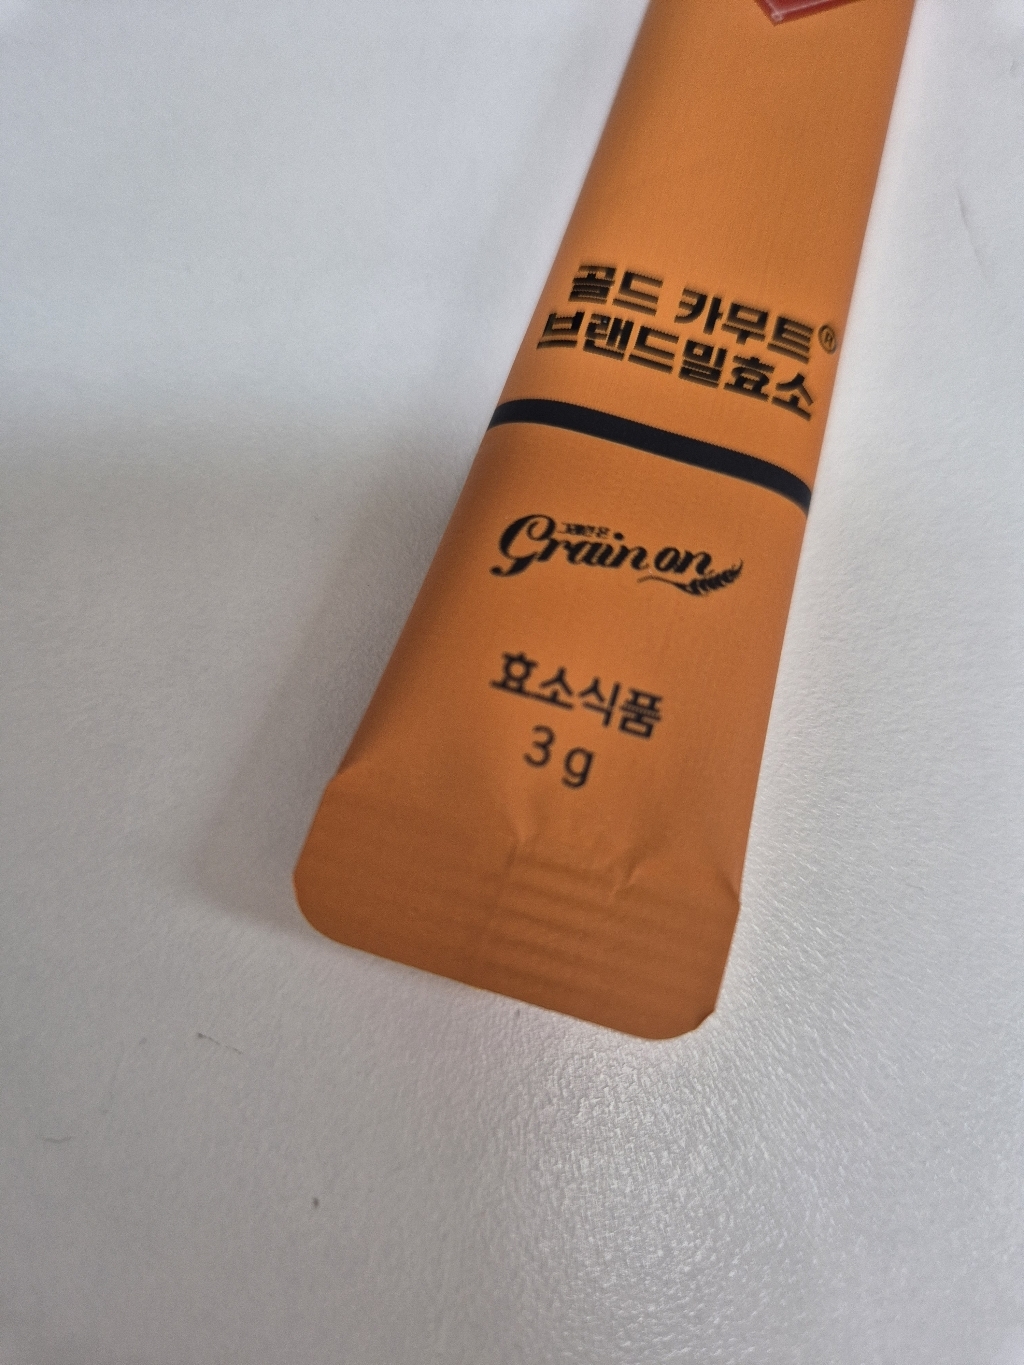 골드 카무트®
브랜드밀효소
그레인온
Grain on
효소식품
3 g